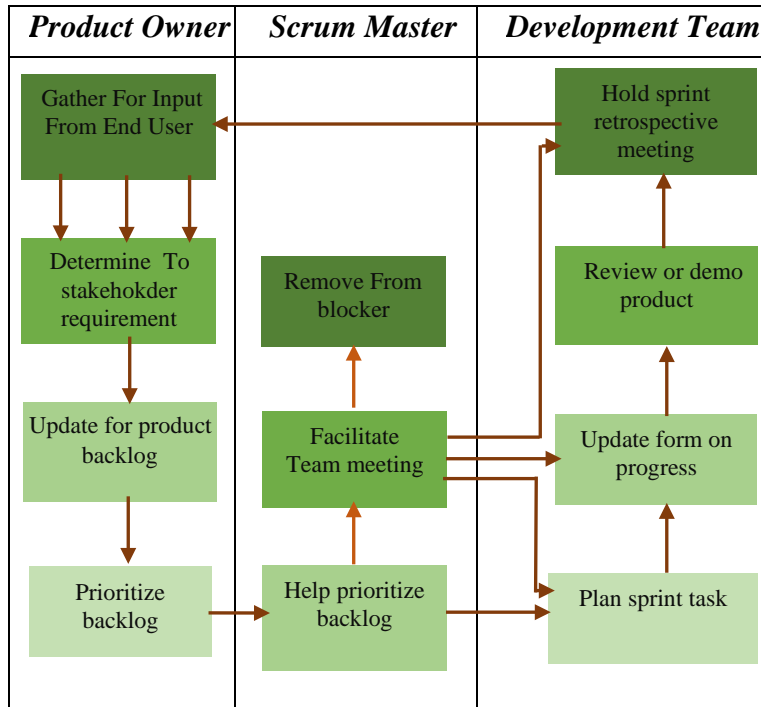 Product Owner
Scrum Master
Development Team
Gather For Input
From End User
Determine  To
stakehokder
requirement
Update for product
backlog
Prioritize
backlog
Remove From
blocker
Facilitate
Team meeting
Help prioritize
backlog
Hold sprint
retrospective
meeting
Review or demo
product
Update form on
progress
Plan sprint task